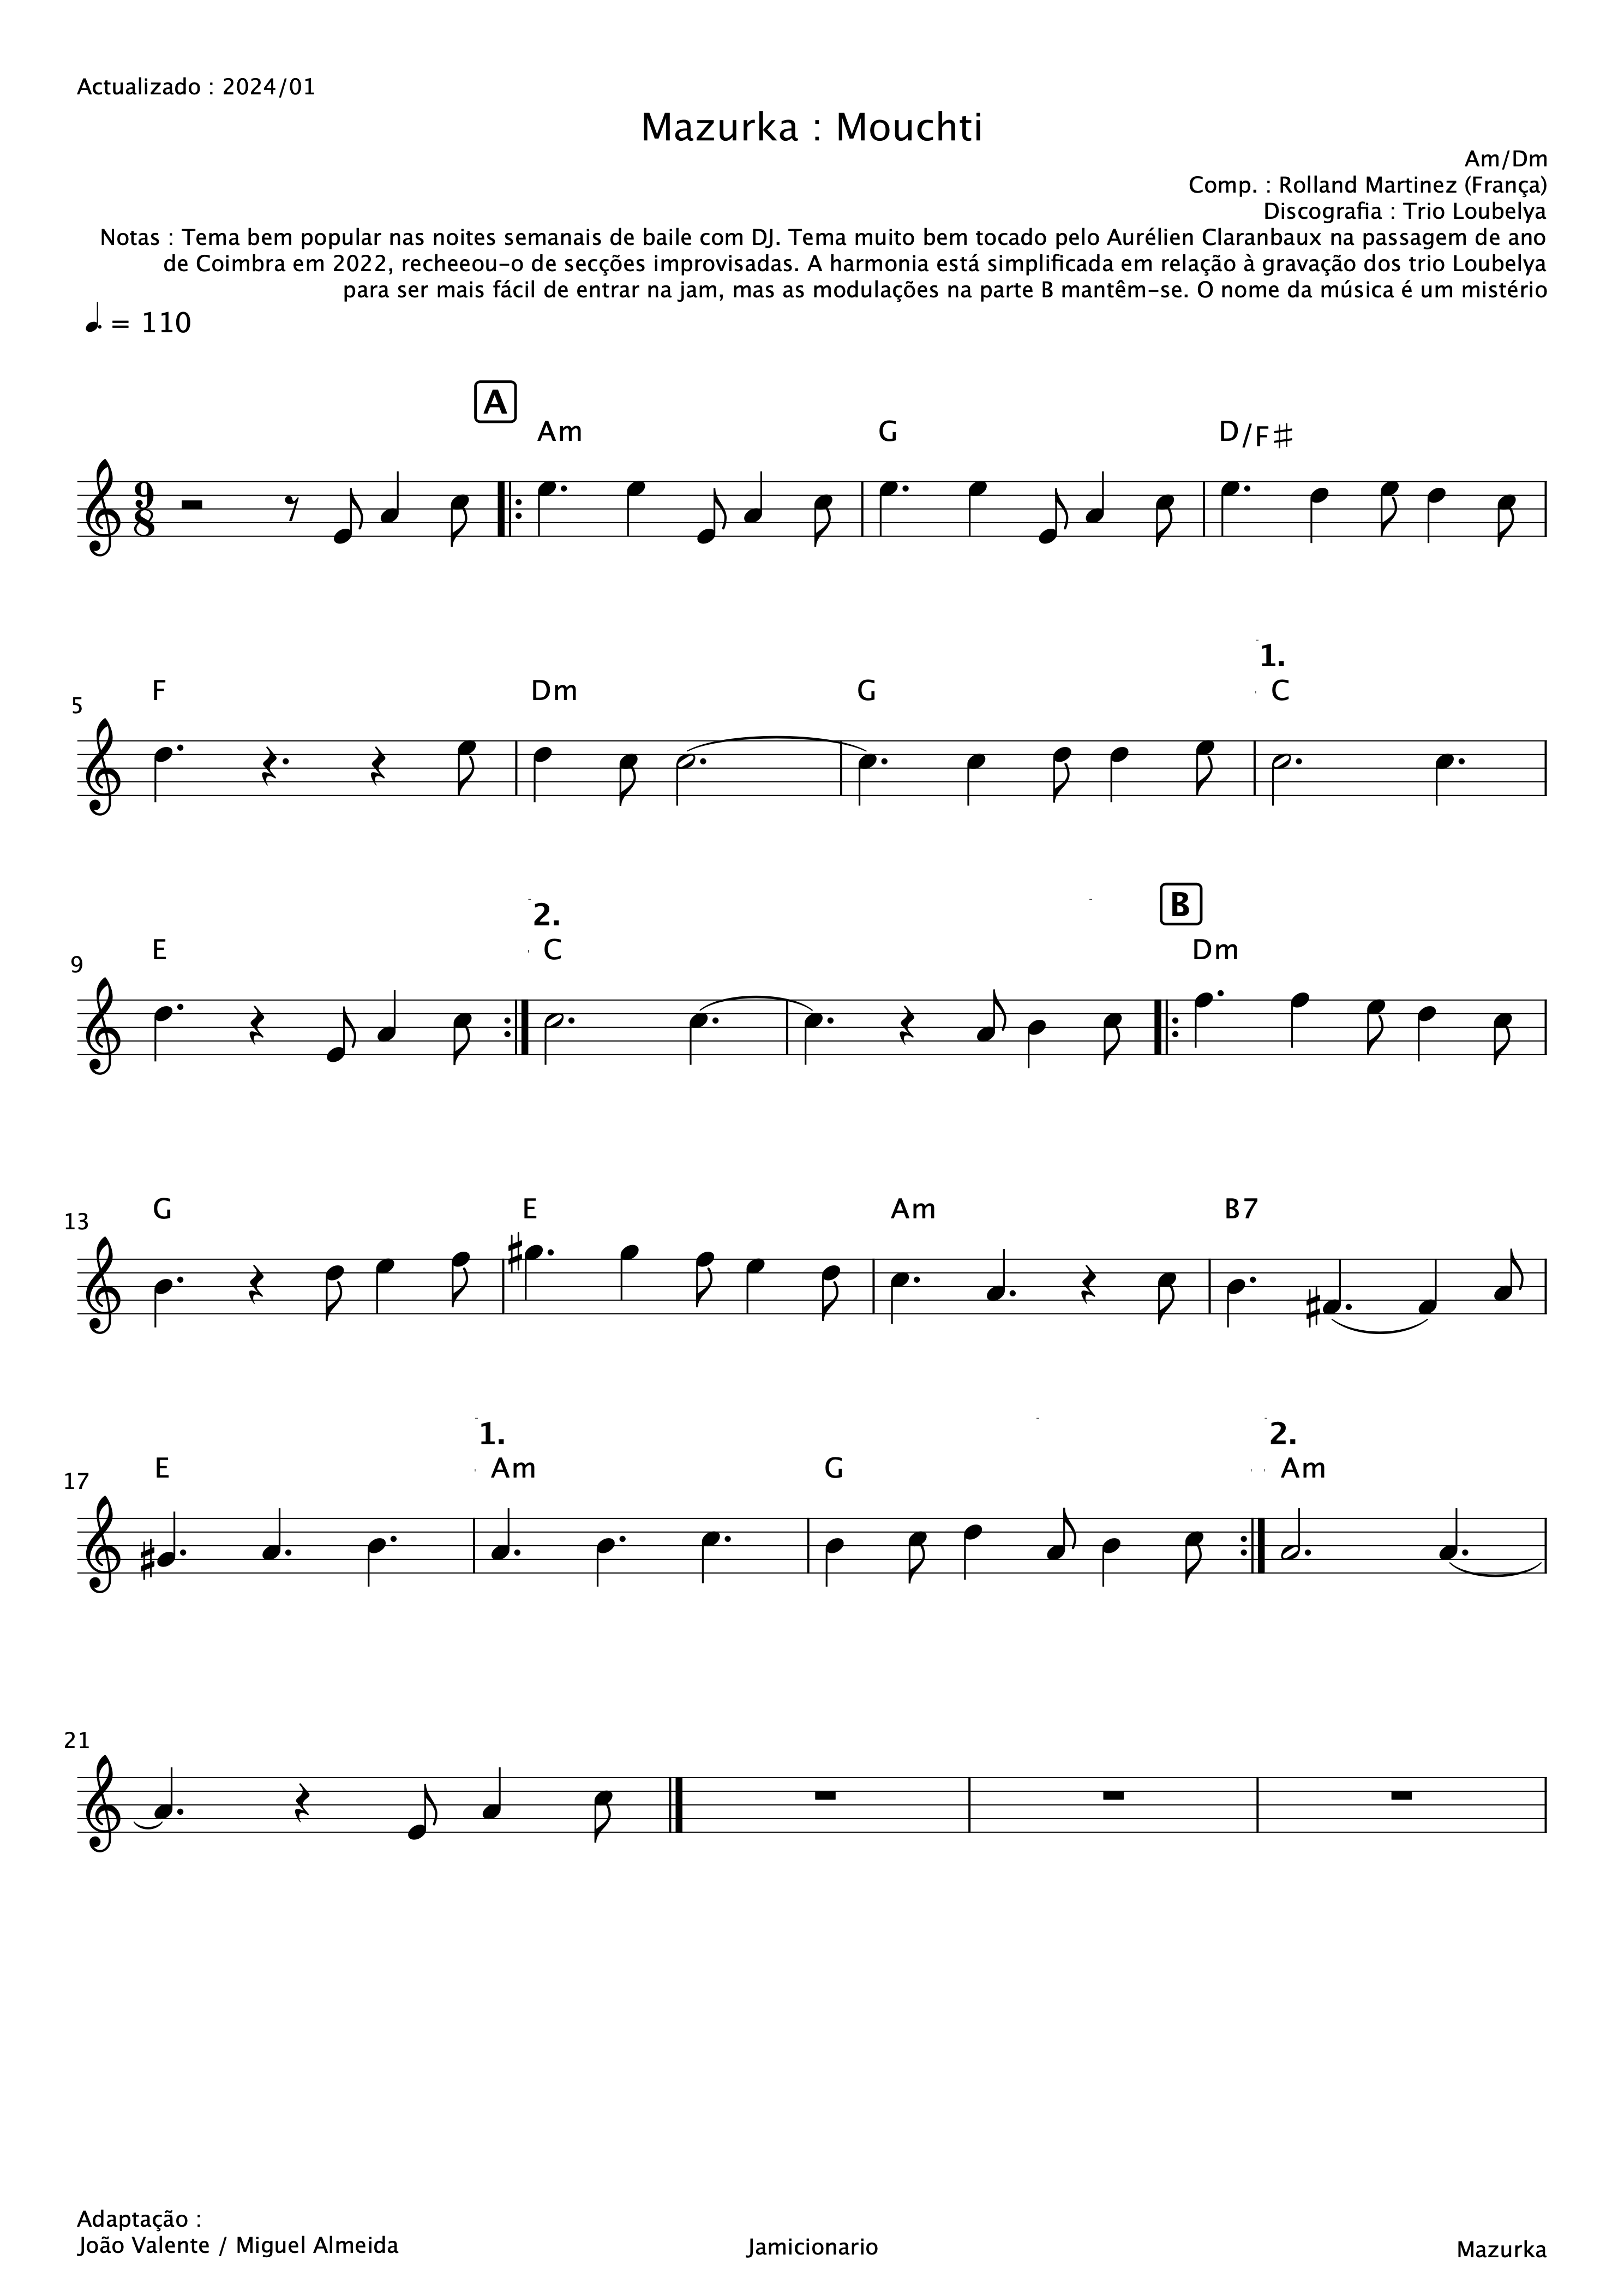 Actualizado : 2024/01
Mazurka : Mouchti
Am/Dm
Comp. : Rolland Martinez (França)
Discografia : Trio Loubelya
Notas : Tema bem popular nas noites semanais de baile com DJ. Tema muito bem tocado pelo Aurélien Claranbaux na passagem de ano
de Coimbra em 2022, recheeou-o de secções improvisadas. A harmonia está simplificada em relação à gravação dos trio Loubelya
para ser mais fácil de entrar na jam, mas as modulações na parte B mantêm-se. O nome da música é um mistério
= 110
A
Am G D/F♯
9
8
1.
5 F Dm G C
2. B
9 E C Dm
13 G E Am B7
1. 2.
17 E Am G Am
21
Adaptação :
João Valente / Miguel Almeida
Jamicionario
Mazurka